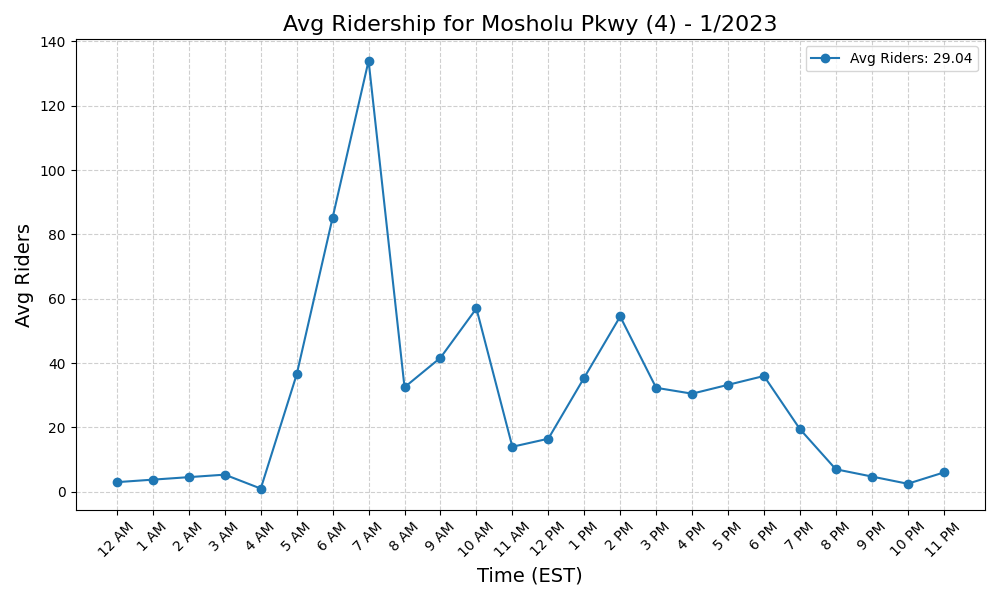 Avg Ridership for Mosholu Pkwy (4) - 1/2023
Avg Riders: 29.04
Avg Riders
140
120
100
80
60
40
20
0
12 AM
1 AM
2 AM
3 AM
4 AM
5 AM
6 AM
7 AM
8 AM
9 AM
10 AM
11 AM
12 PM
1 PM
2 PM
3 PM
4 PM
5 PM
6 PM
7 PM
8 PM
9 PM
10 PM
11 PM
Time (EST)